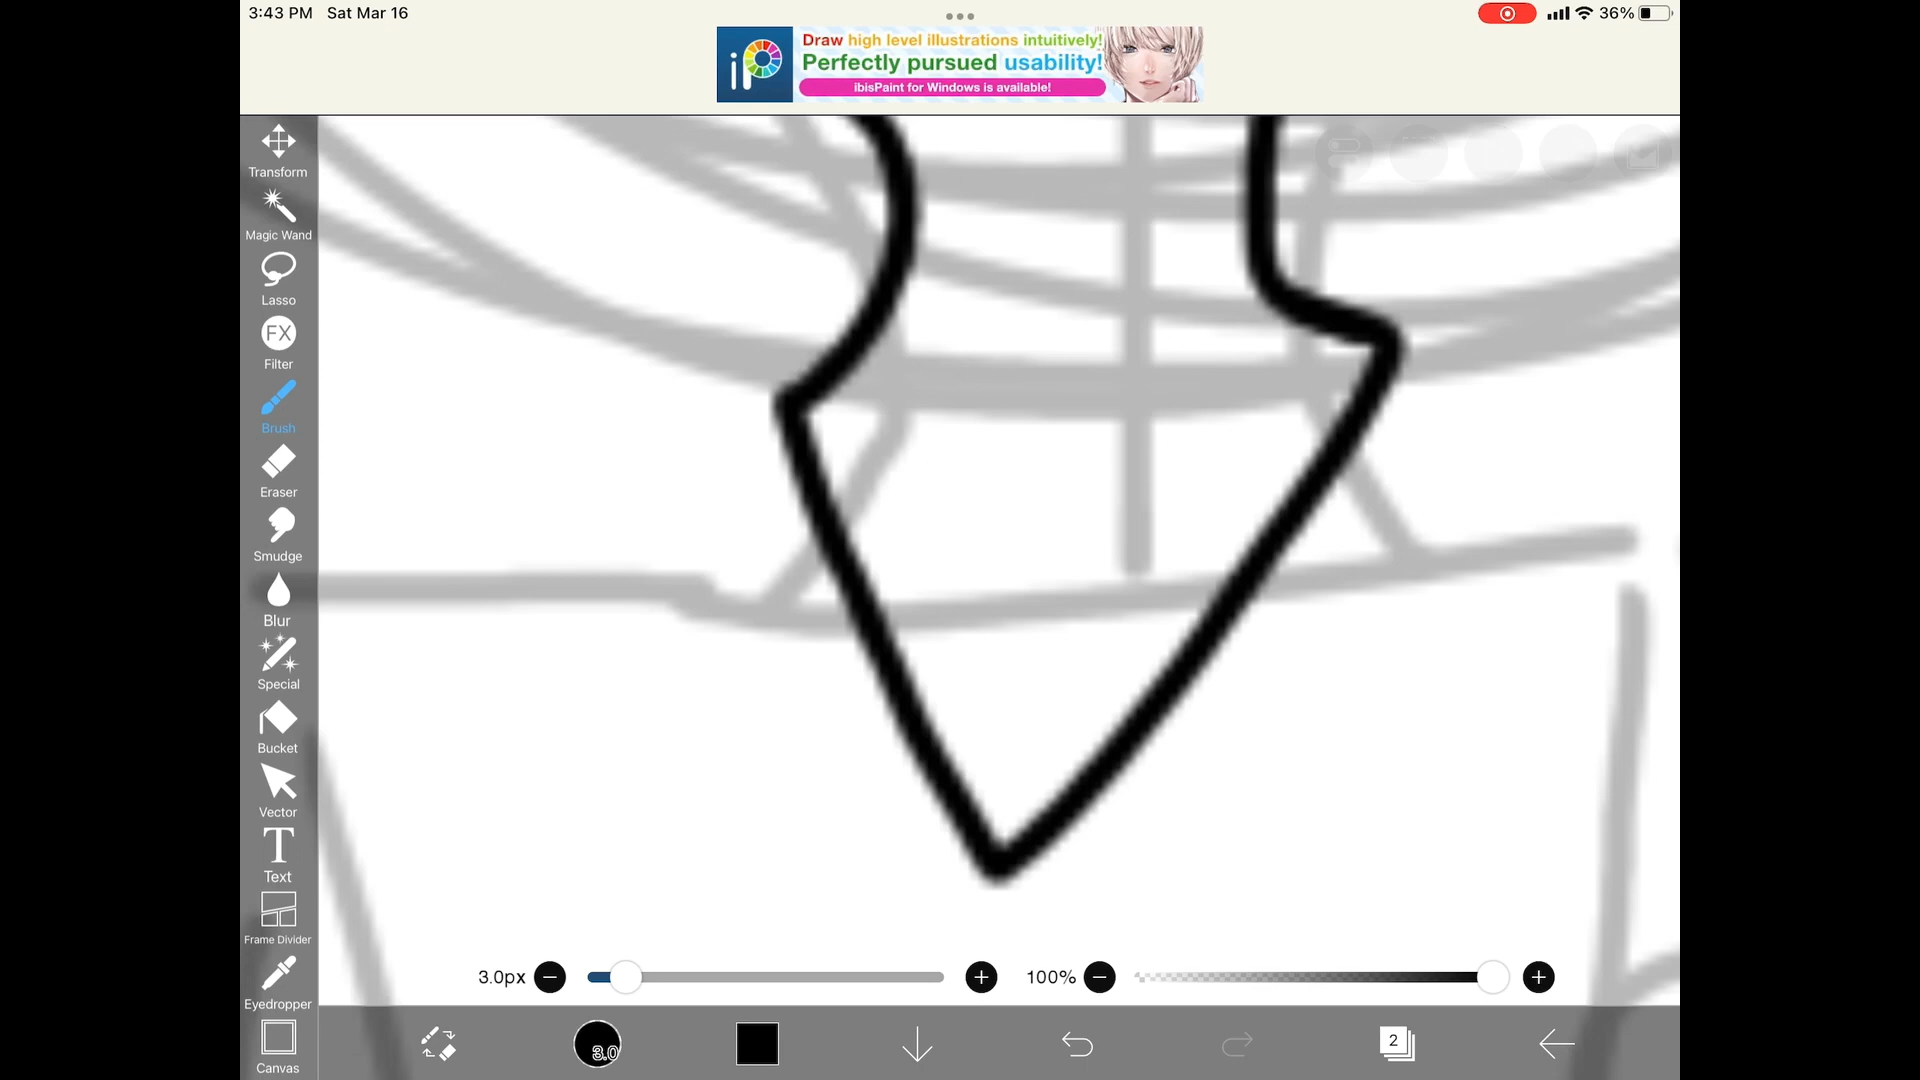 3:43 PM Sat Mar 16
36%
iP
Draw high level illustrations intuitively!
Perfectly pursued usability!
ibisPaint for Windows is available!
Transform
Magic Wand
Lasso
FX
Filter
Brush
Eraser
Smudge
Blur
Special
Bucket
Vector
T
Text
Frame Divider
Eyedropper
Canvas
3.0px
100%
3.0
2